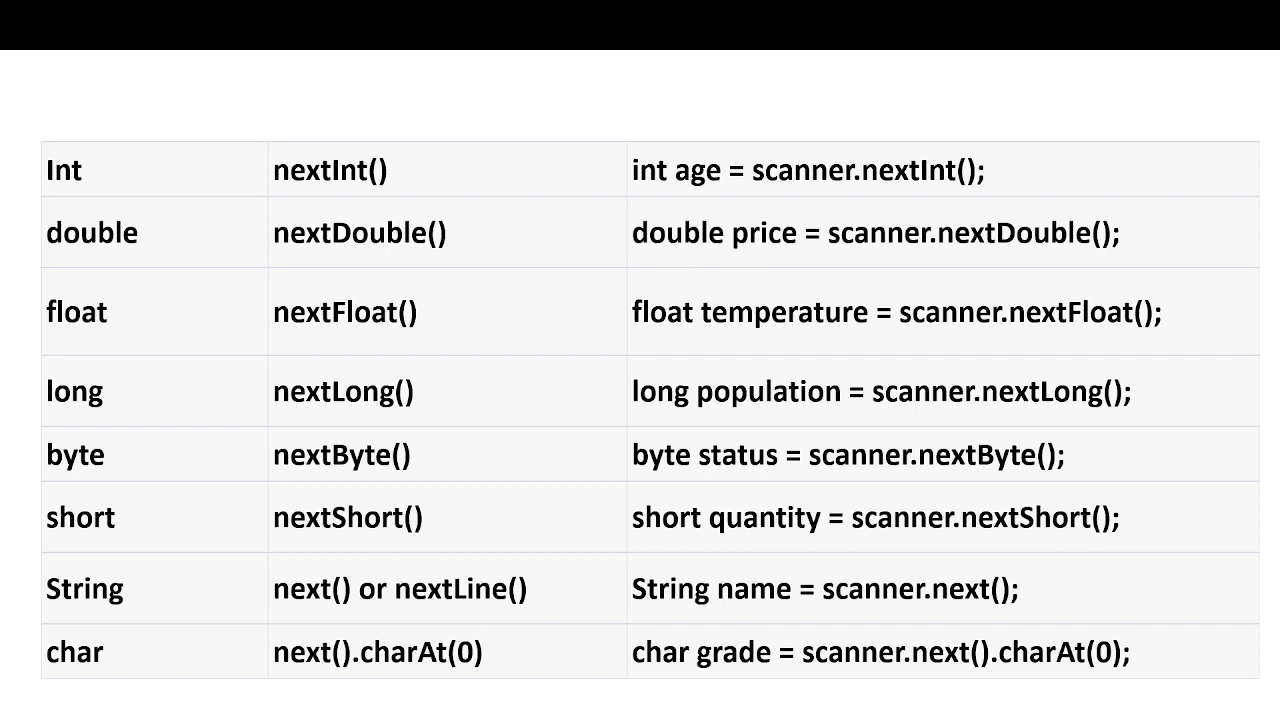 Int nextInt() int age = scanner.nextInt();
double nextDouble() double price = scanner.nextDouble();
float nextFloat() float temperature = scanner.nextFloat();
long nextLong() long population = scanner.nextLong();
byte nextByte() byte status = scanner.nextByte();
short nextShort() short quantity = scanner.nextShort();
String next() or nextLine() String name = scanner.next();
char next().charAt(0) char grade = scanner.next().charAt(0);